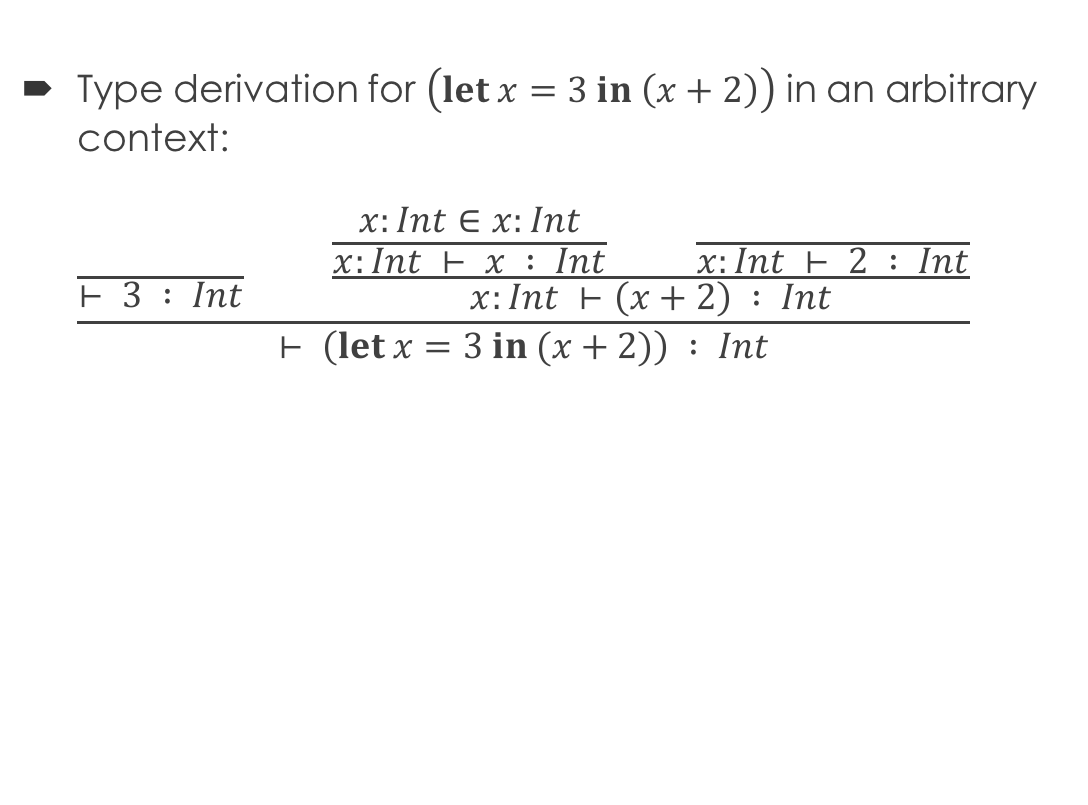 Type derivation for (let x = 3 in (x + 2)) in an arbitrary
context:
x: Int ∈ x: Int
x: Int ⊢ x : Int x: Int ⊢ 2 : Int
⊢ 3 : Int x: Int ⊢ (x + 2) : Int
⊢ (let x = 3 in (x + 2)) : Int